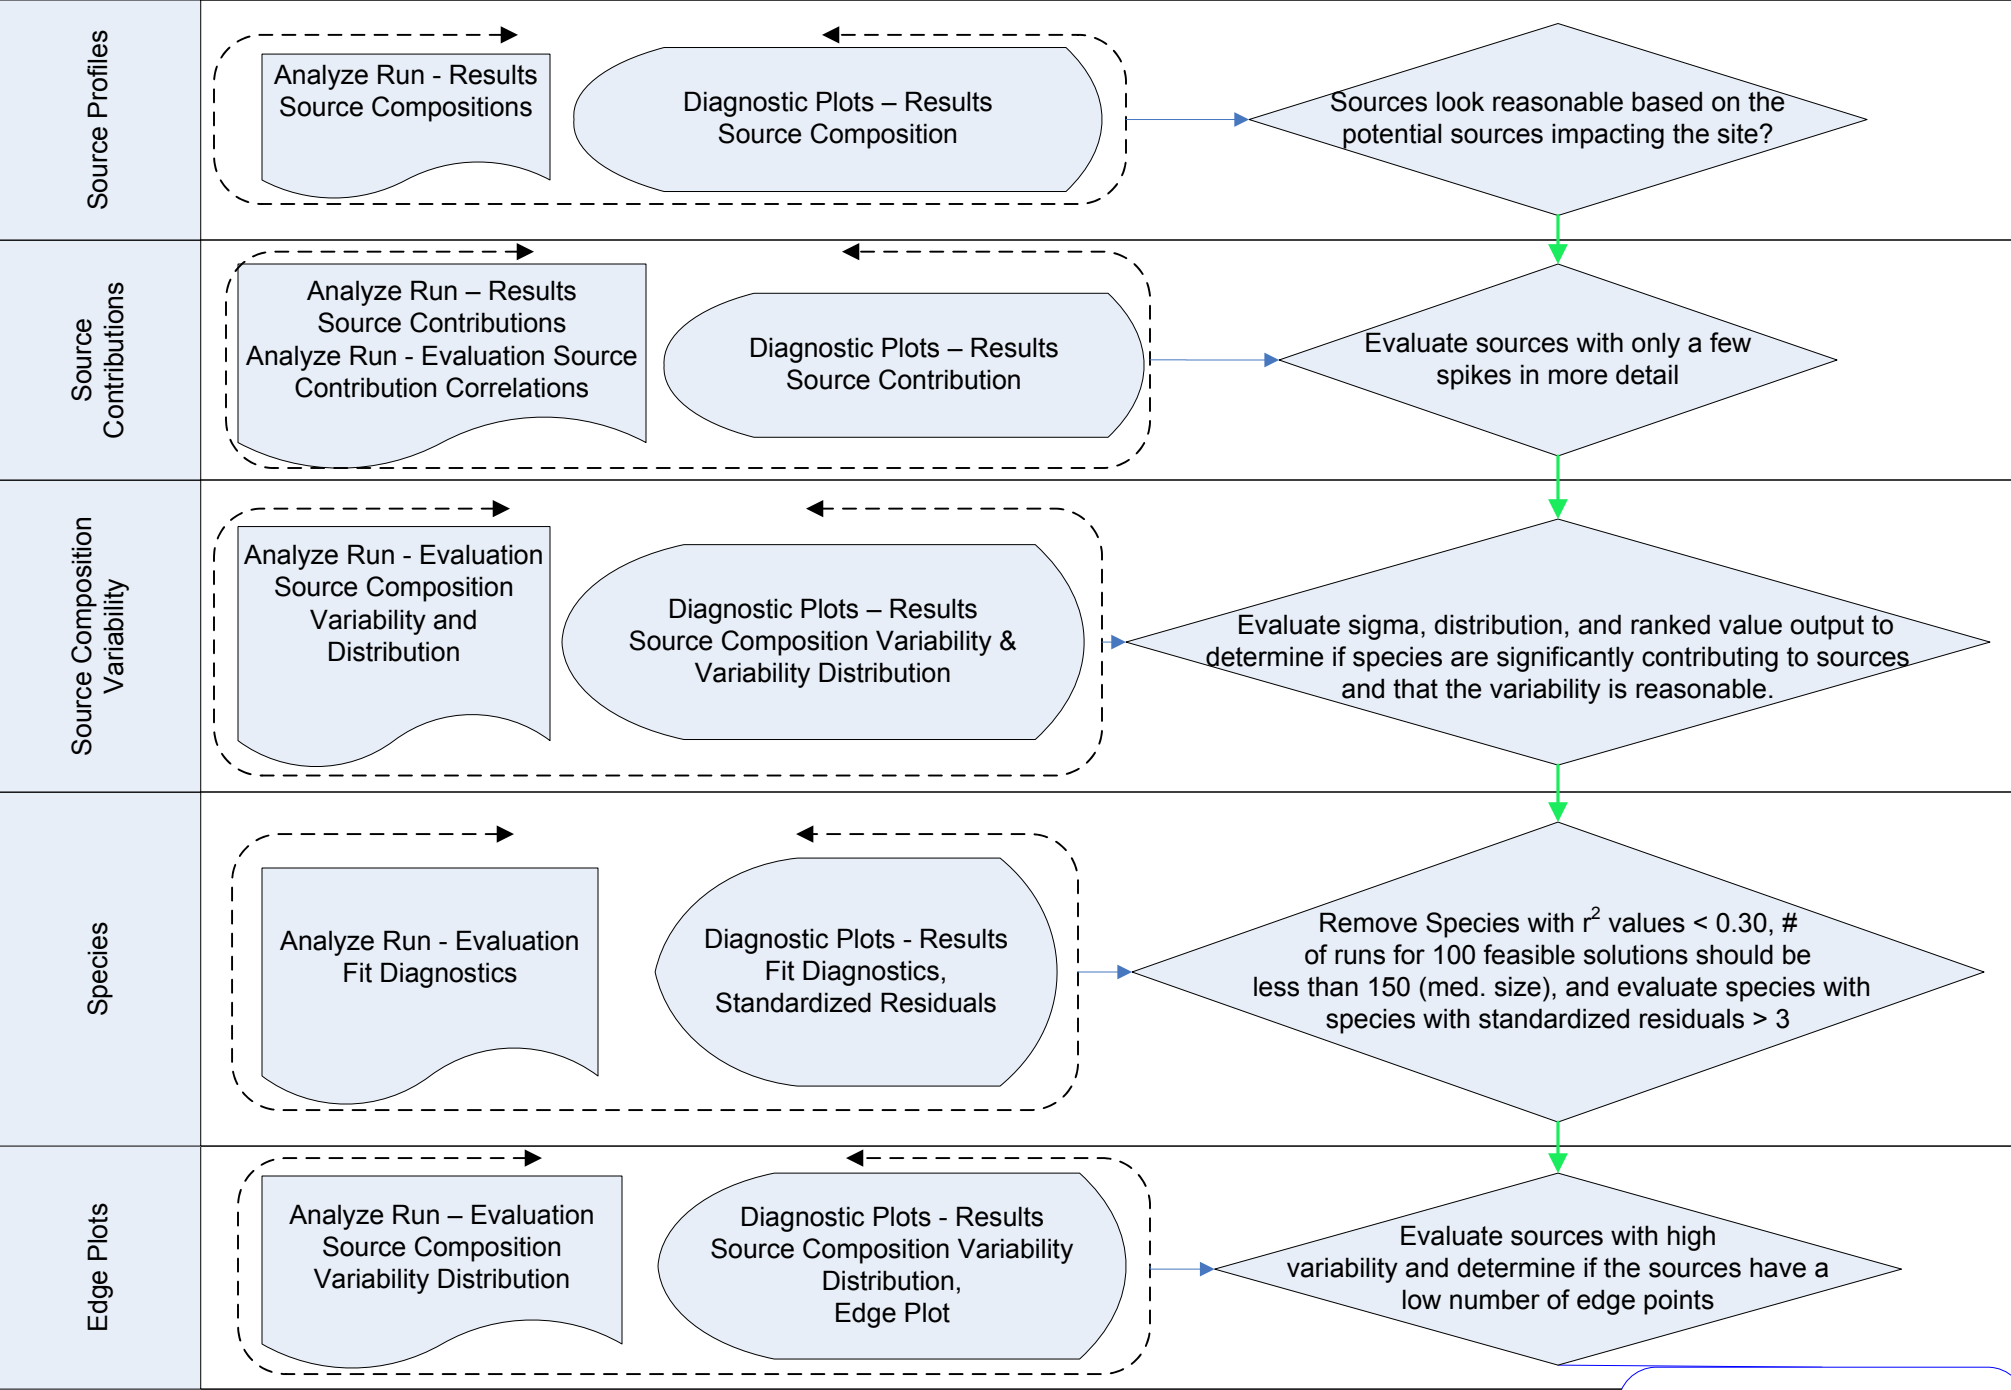 Source Profiles
Analyze Run - Results
Source Compositions
Diagnostic Plots – Results
Source Composition
Sources look reasonable based on the
potential sources impacting the site?
Source
Contributions
Analyze Run – Results
Source Contributions
Analyze Run - Evaluation Source
Contribution Correlations
Diagnostic Plots – Results
Source Contribution
Evaluate sources with only a few
spikes in more detail
Source Composition
Variability
Analyze Run - Evaluation
Source Composition
Variability and
Distribution
Diagnostic Plots – Results
Source Composition Variability &
Variability Distribution
Evaluate sigma, distribution, and ranked value output to
determine if species are significantly contributing to sources
and that the variability is reasonable.
Species
Analyze Run - Evaluation
Fit Diagnostics
Diagnostic Plots - Results
Fit Diagnostics,
Standardized Residuals
Remove Species with r² values < 0.30, #
of runs for 100 feasible solutions should be
less than 150 (med. size), and evaluate species with
species with standardized residuals > 3
Edge Plots
Analyze Run – Evaluation
Source Composition
Variability Distribution
Diagnostic Plots - Results
Source Composition Variability
Distribution,
Edge Plot
Evaluate sources with high
variability and determine if the sources have a
low number of edge points